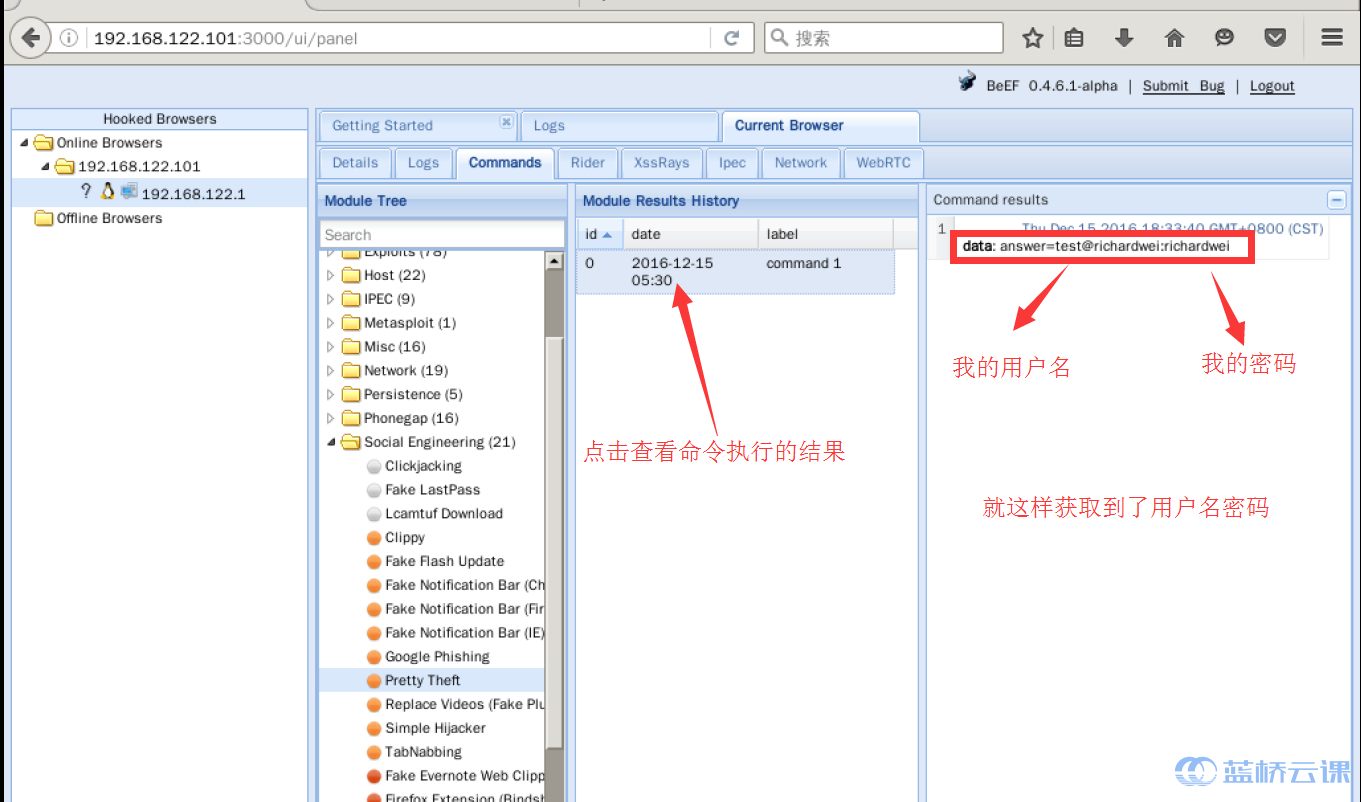 192.168.122.101:3000/ui/panel
搜索
BeEF 0.4.6.1-alpha | Submit Bug | Logout
Hooked Browsers
Online Browsers
192.168.122.101
? 192.168.122.1
Offline Browsers
Getting Started
Logs
Current Browser
Details
Logs
Commands
Rider
XssRays
Ipec
Network
WebRTC
Module Tree
Search
Exploits (78)
Host (22)
IPEC (9)
Metasploit (1)
Misc (16)
Network (19)
Persistence (5)
Phonegap (16)
Social Engineering (21)
Clickjacking
Fake LastPass
Lcamtuf Download
Clippy
Fake Flash Update
Fake Notification Bar (Ch
Fake Notification Bar (Fir
Fake Notification Bar (IE)
Google Phishing
Pretty Theft
Replace Videos (Fake Plu
Simple Hijacker
TabNabbing
Fake Evernote Web Clipp
Firefox Extension (Bindsh
Module Results History
id date label
0 2016-12-15 command 1
05:30
点击查看命令执行的结果
Command results
1 Thu Dec 15 2016 18:33:40 GMT+0800 (CST)
data: answer=test@richardwei:richardwei
我的用户名
我的密码
就这样获取到了用户名密码
蓝桥云课